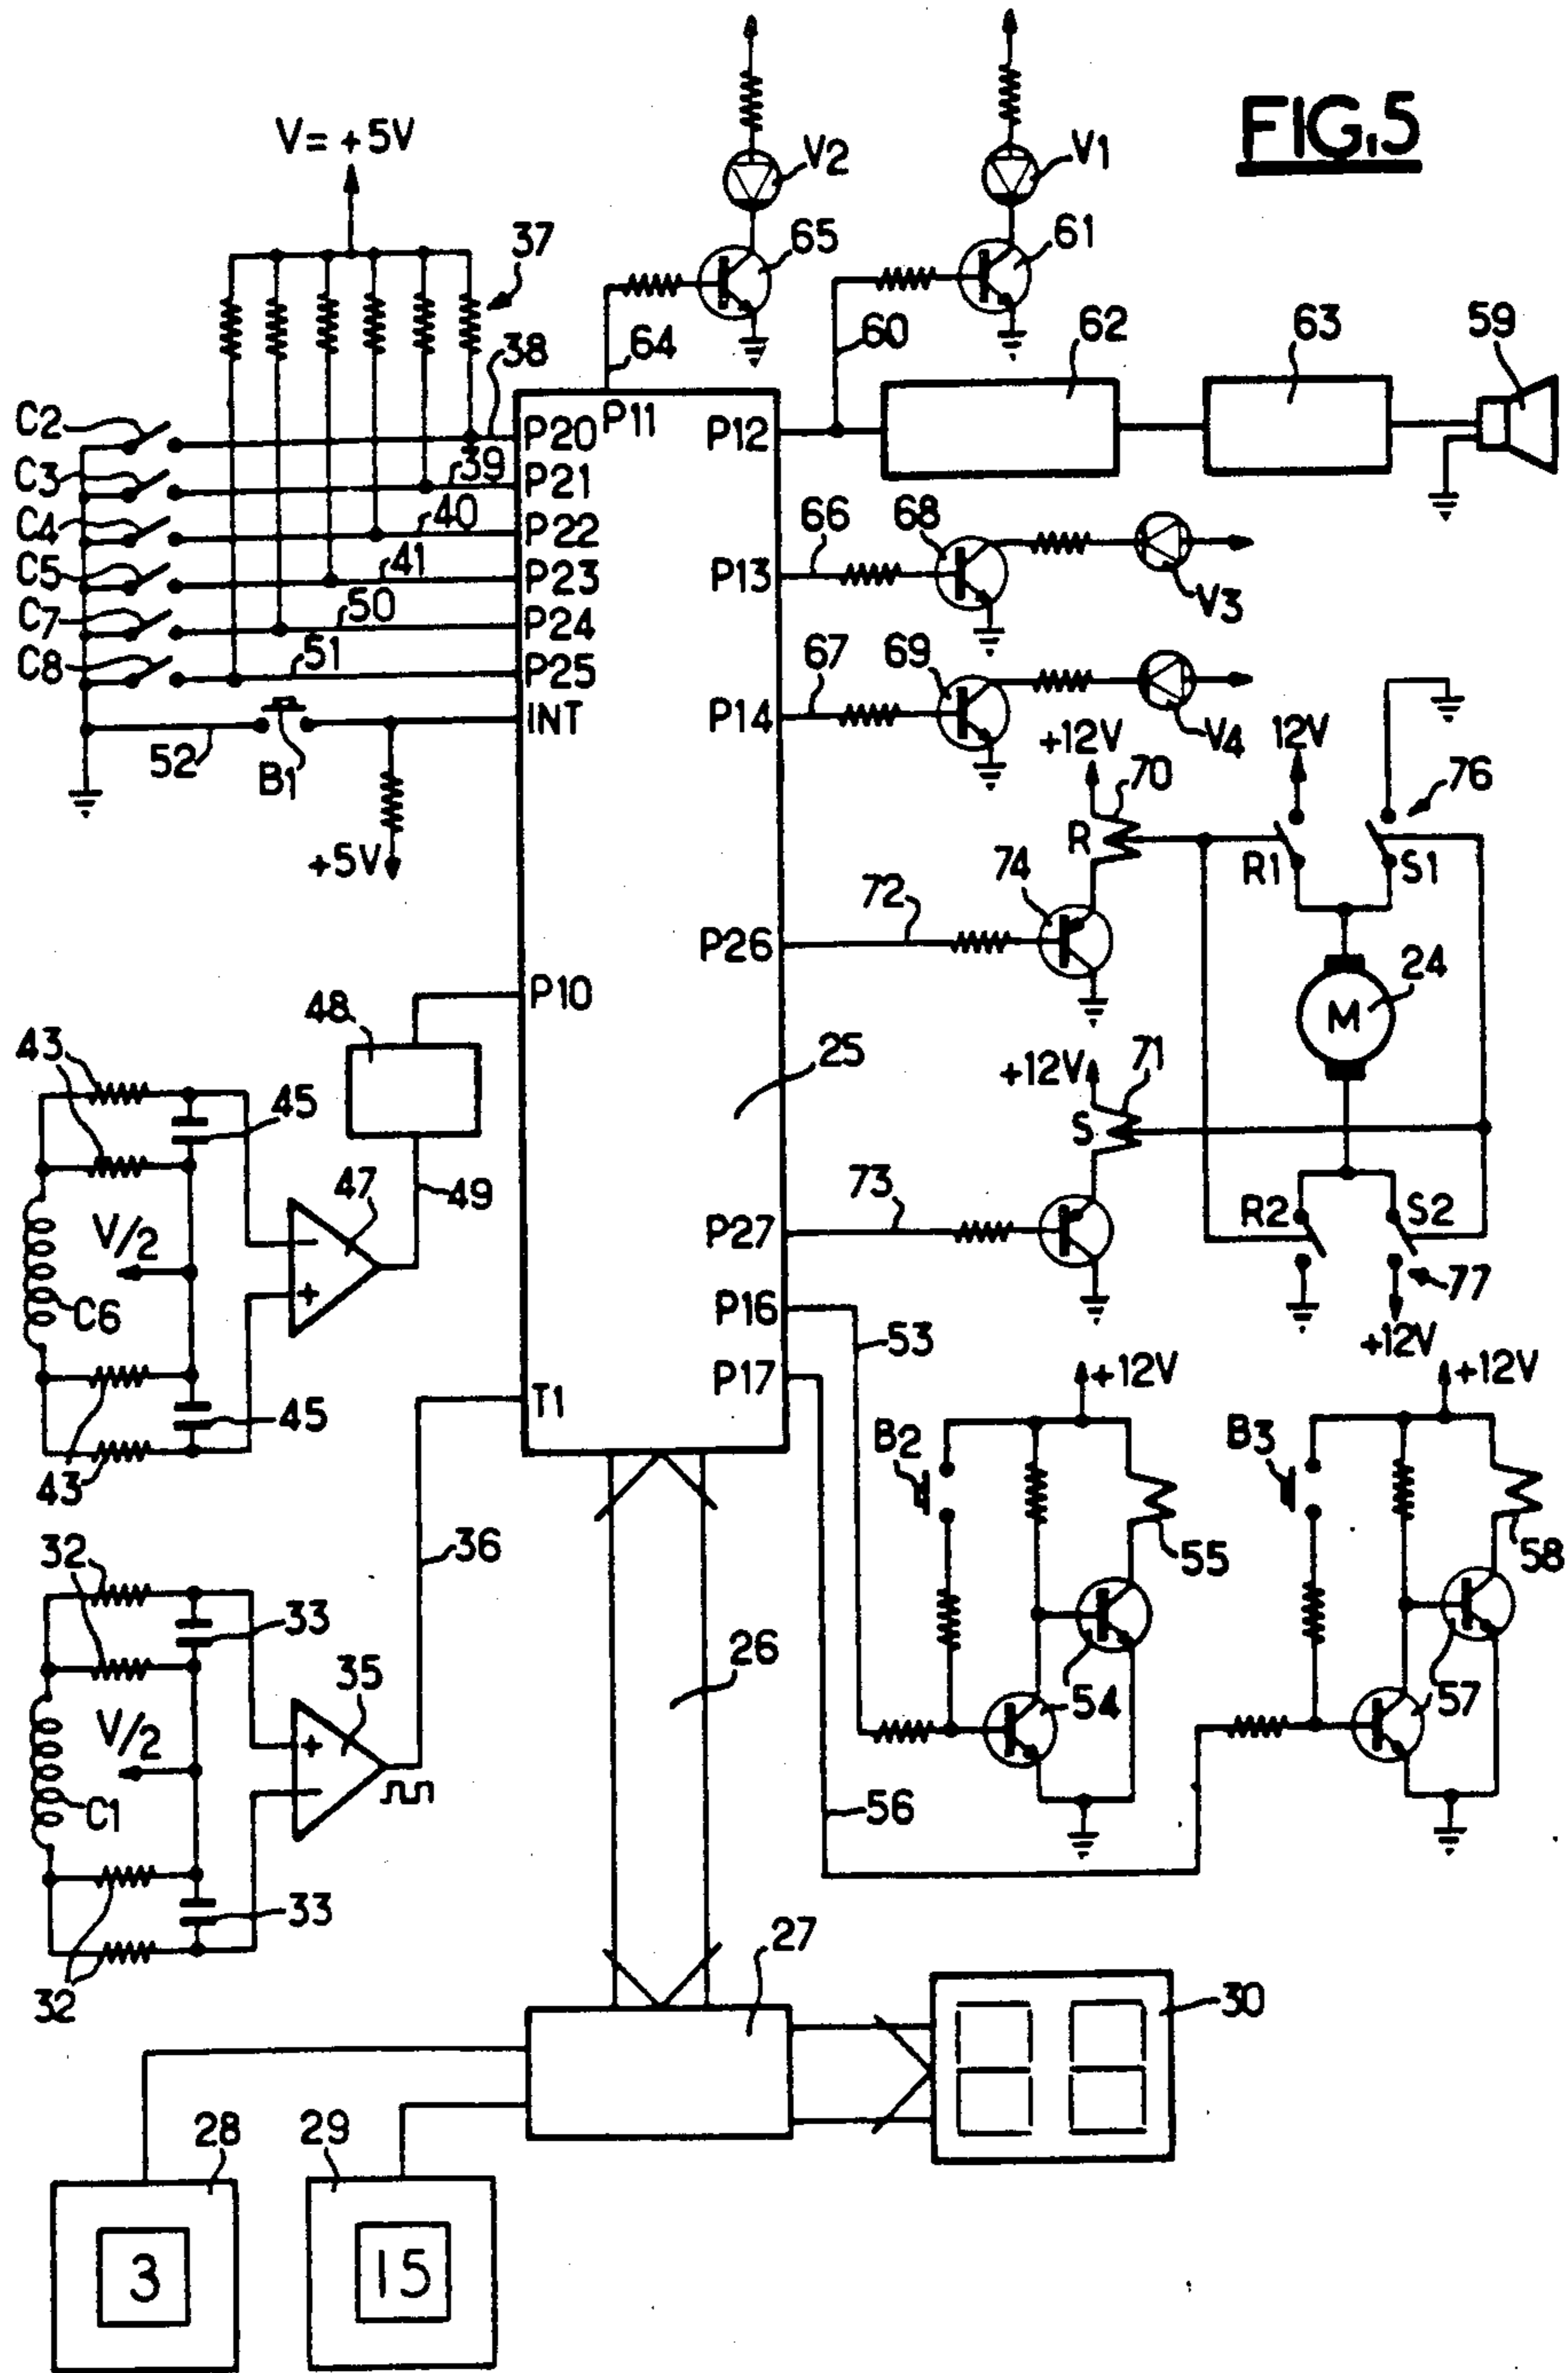 FIG.5
V1
V2
V=+5V
65
61
37
64
60
62
63
59
38
C2
P20
P11
P12
C3
39
P21
C4
40
P22
66
68
C5
41
P23
P13
V3
C7
50
P24
C8
51
P25
67
69
INT
P14
V4
52
B1
+12V
70
12V
76
+5V
R
R1
S1
72
74
P26
24
P10
48
M
43
25
+12V
71
45
S
47
49
73
R2
S2
V/2
P27
77
C6
P16
+12V
53
P17
+12V
+12V
T1
45
B2
B3
43
36
55
58
32
33
26
35
54
57
V/2
C1
56
33
27
32
30
28
29
3
15